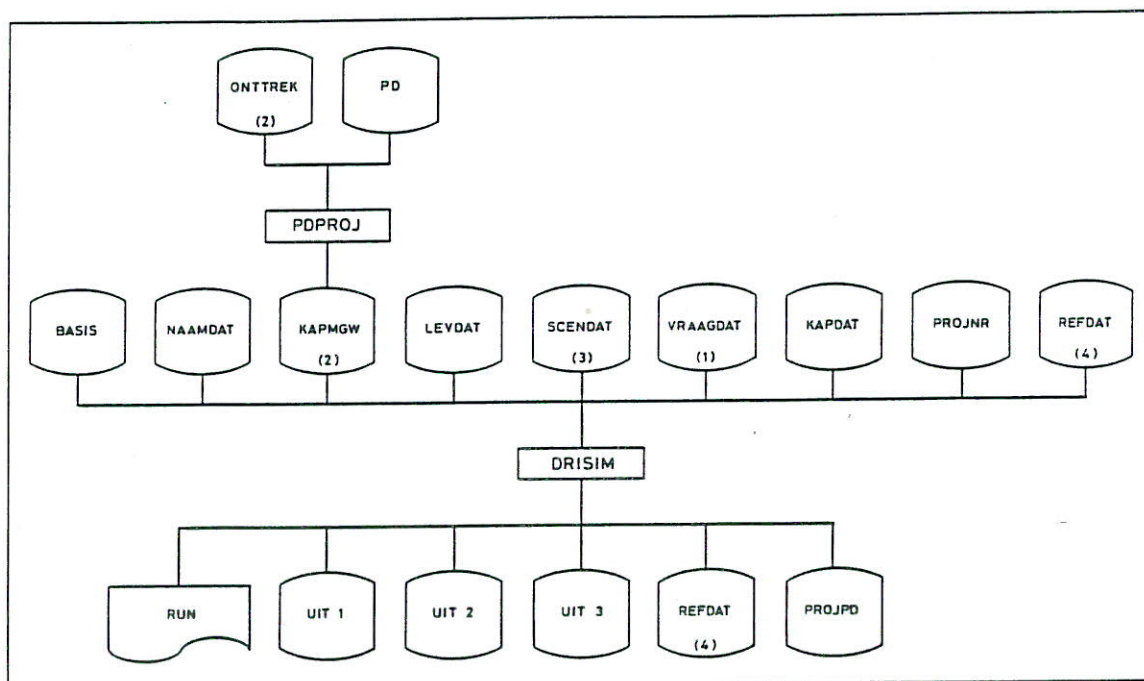 ONTTREK
(2)
PD
PDPROJ
BASIS
NAAMDAT
KAPMGW
(2)
LEVDAT
SCENDAT
(3)
VRAAGDAT
(1)
KAPDAT
PROJNR
REFDAT
(4)
DRISIM
RUN
UIT 1
UIT 2
UIT 3
REFDAT
(4)
PROJPD